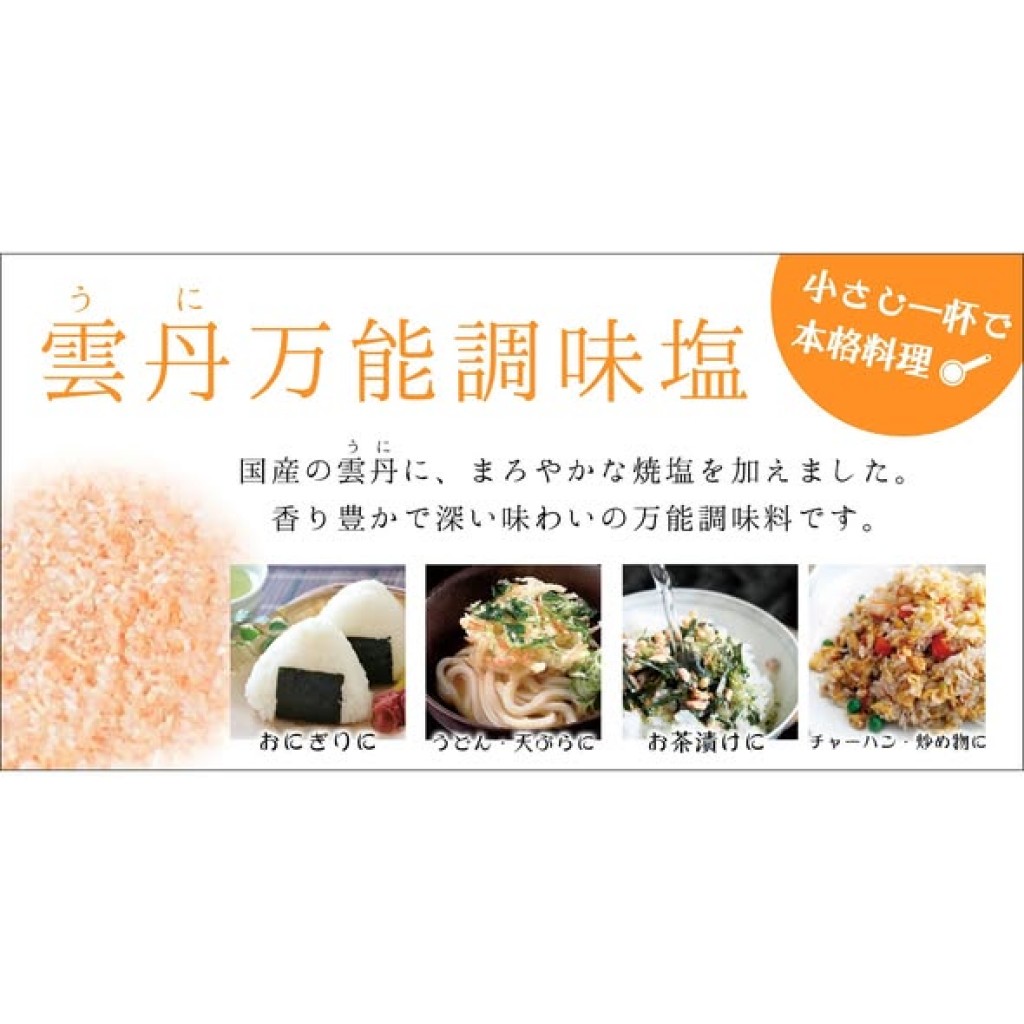 うに
雲丹万能調味塩
小さじ一杯で
本格料理
うに
国産の雲丹に、まろやかな焼塩を加えました。
香り豊かで深い味わいの万能調味料です。
おにぎりに
うどん・天ぷらに
お茶漬けに
チャーハン・炒め物に